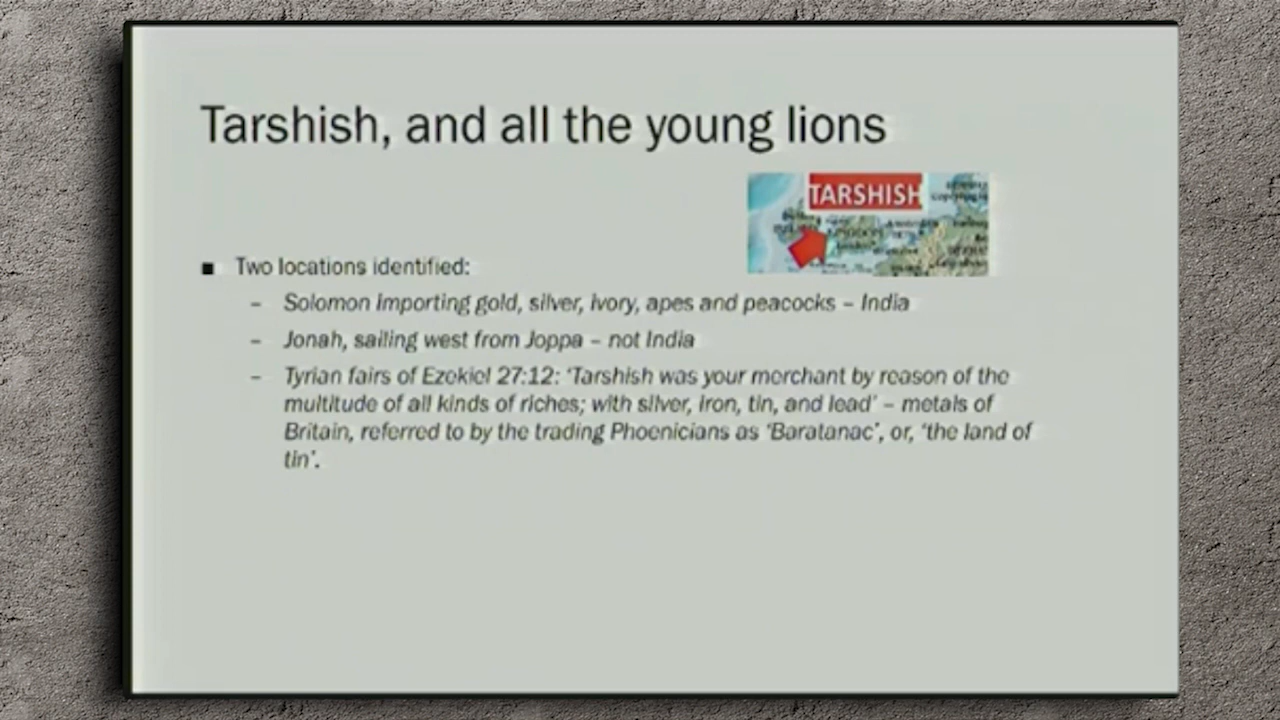 Tarshish, and all the young lions
TARSHISH
▪ Two locations identified:
– Solomon importing gold, silver, ivory, apes and peacocks – India
– Jonah, sailing west from Joppa – not India
– Tyrian fairs of Ezekiel 27:12: 'Tarshish was your merchant by reason of the
multitude of all kinds of riches; with silver, iron, tin, and lead' – metals of
Britain, referred to by the trading Phoenicians as 'Baratanac', or, 'the land of
tin'.